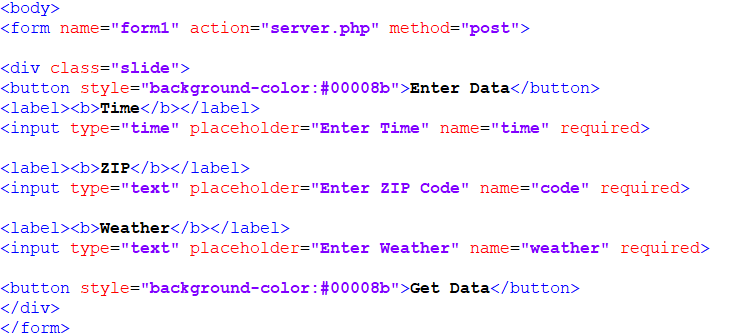 <body>
<form name="form1" action="server.php" method="post">
<div class="slide">
<button style="background-color:#00008b">Enter Data</button>
<label><b>Time</b></label>
<input type="time" placeholder="Enter Time" name="time" required>
<label><b>ZIP</b></label>
<input type="text" placeholder="Enter ZIP Code" name="code" required>
<label><b>Weather</b></label>
<input type="text" placeholder="Enter Weather" name="weather" required>
<button style="background-color:#00008b">Get Data</button>
</div>
</form>